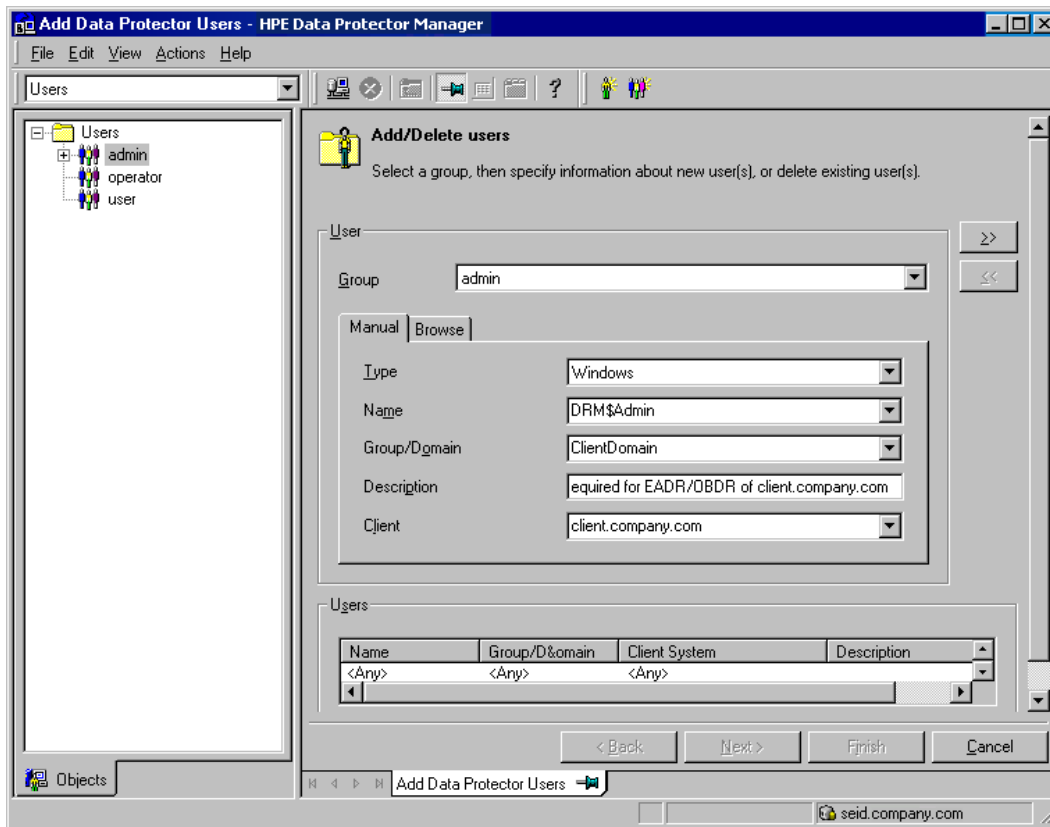 Add Data Protector Users - HPE Data Protector Manager
File Edit View Actions Help
Users
?
Users
admin
operator
user
Objects
Add/Delete users
Select a group, then specify information about new user(s), or delete existing user(s).
User
>>
<<
Group admin
Manual Browse
Type Windows
Name DRM$Admin
Group/Domain ClientDomain
Description equired for EADR/OBDR of client.company.com
Client client.company.com
Users
Name Group/D&omain Client System Description
<Any> <Any> <Any>
< Back Next > Finish Cancel
Add Data Protector Users
seid.company.com